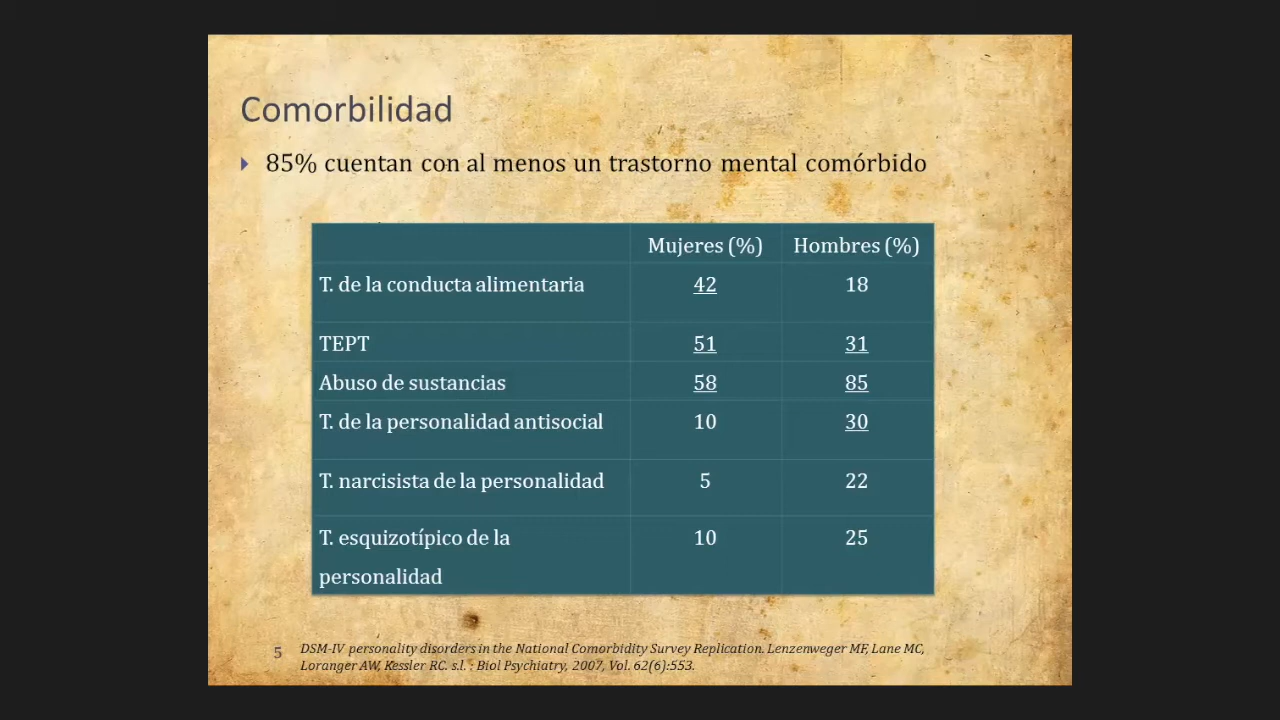 Comorbilidad
85% cuentan con al menos un trastorno mental comórbido
Mujeres (%) Hombres (%)
T. de la conducta alimentaria 42 18
TEPT 51 31
Abuso de sustancias 58 85
T. de la personalidad antisocial 10 30
T. narcisista de la personalidad 5 22
T. esquizotípico de la 10 25
personalidad
5 DSM-IV personality disorders in the National Comorbidity Survey Replication. Lenzenweger MF, Lane MC,
Loranger AW, Kessler RC. s.l. : Biol Psychiatry, 2007, Vol. 62(6):553.